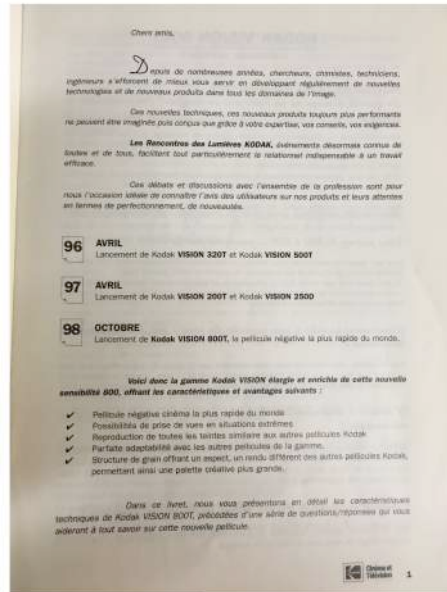 Chers amis,
Depuis de nombreuses années, chercheurs, chimistes, techniciens,
ingénieurs s'efforcent de mieux vous servir en développant régulièrement de nouvelles
technologies et de nouveaux produits dans tous les domaines de l'image.
Ces nouvelles techniques, ces nouveaux produits toujours plus performants
ne peuvent être imaginés puis conçus que grâce à votre expertise, vos conseils, vos exigences.
Les Rencontres des Lumières KODAK, événements désormais connus de
toutes et de tous, facilitent tout particulièrement le relationnel indispensable à un travail
efficace.
Ces débats et discussions avec l'ensemble de la profession sont pour
nous l'occasion idéale de connaître l'avis des utilisateurs sur nos produits et leurs attentes
en termes de perfectionnement, de nouveautés.
96 AVRIL
Lancement de Kodak VISION 320T et Kodak VISION 500T
97 AVRIL
Lancement de Kodak VISION 200T et Kodak VISION 250D
98 OCTOBRE
Lancement de Kodak VISION 800T, la pellicule négative la plus rapide du monde.
Voici donc la gamme Kodak VISION élargie et enrichie de cette nouvelle
sensibilité 800, offrant les caractéristiques et avantages suivants :
✔ Pellicule négative cinéma la plus rapide du monde
✔ Possibilités de prise de vues en situations extrêmes
✔ Reproduction de toutes les teintes similaire aux autres pellicules Kodak
✔ Parfaite adaptabilité avec les autres pellicules de la gamme.
✔ Structure de grain offrant un aspect, un rendu différent des autres pellicules Kodak,
permettant ainsi une palette créative plus grande.
Dans ce livret, nous vous présentons en détail les caractéristiques
techniques de Kodak VISION 800T, précédées d'une série de questions/réponses qui vous
aideront à tout savoir sur cette nouvelle pellicule.
Cinéma et
Télévision 1